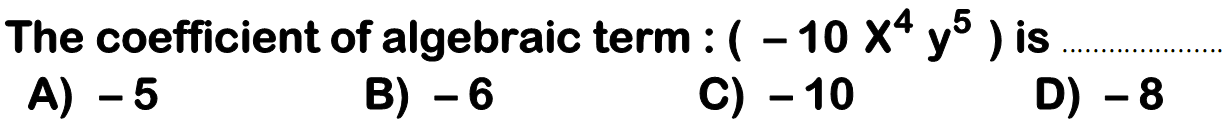 The coefficient of algebraic term : ( – 10 X⁴ y⁵ ) is .....................
A) – 5 B) – 6 C) – 10 D) – 8